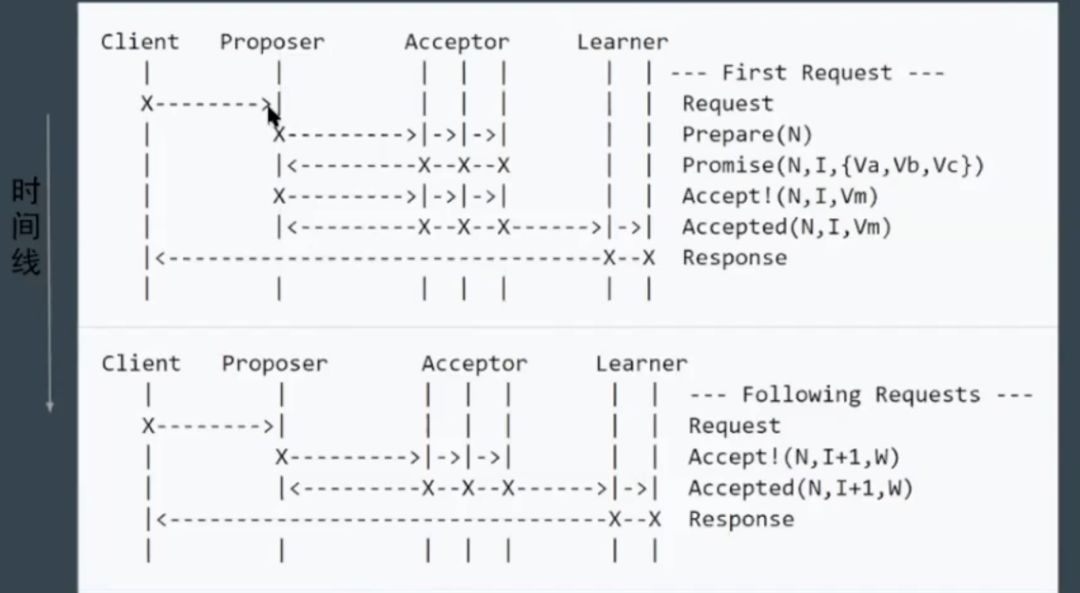 时间线
Client Proposer Acceptor Learner
--- First Request ---
Request
Prepare(N)
Promise(N,I,{Va,Vb,Vc})
Accept!(N,I,Vm)
Accepted(N,I,Vm)
Response
Client Proposer Acceptor Learner
--- Following Requests ---
Request
Accept!(N,I+1,W)
Accepted(N,I+1,W)
Response